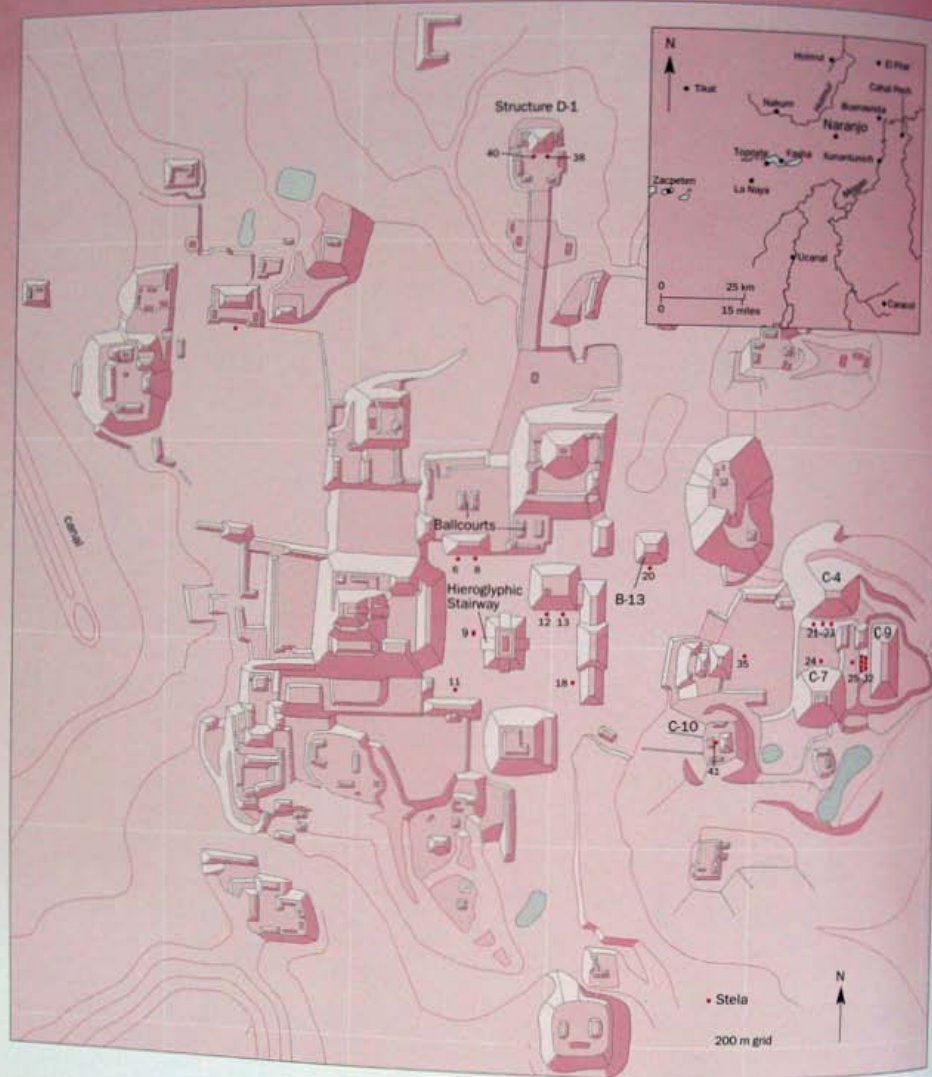 N
Holmul
El Pilar
Tikal
Cahal Pech
Nakum
Buenavista
Naranjo
Topoxte
Yaxha
Xunantunich
Zacpeten
La Naya
Mopan
Ucanal
0
25 km
0
15 miles
Caracol
Structure D-1
40
38
canal
Ballcourts
6
8
20
B-13
Hieroglyphic
Stairway
12
13
9
C-4
21–23
C-9
35
24
C-7
25
32
11
18
C-10
41
N
Stela
200 m grid